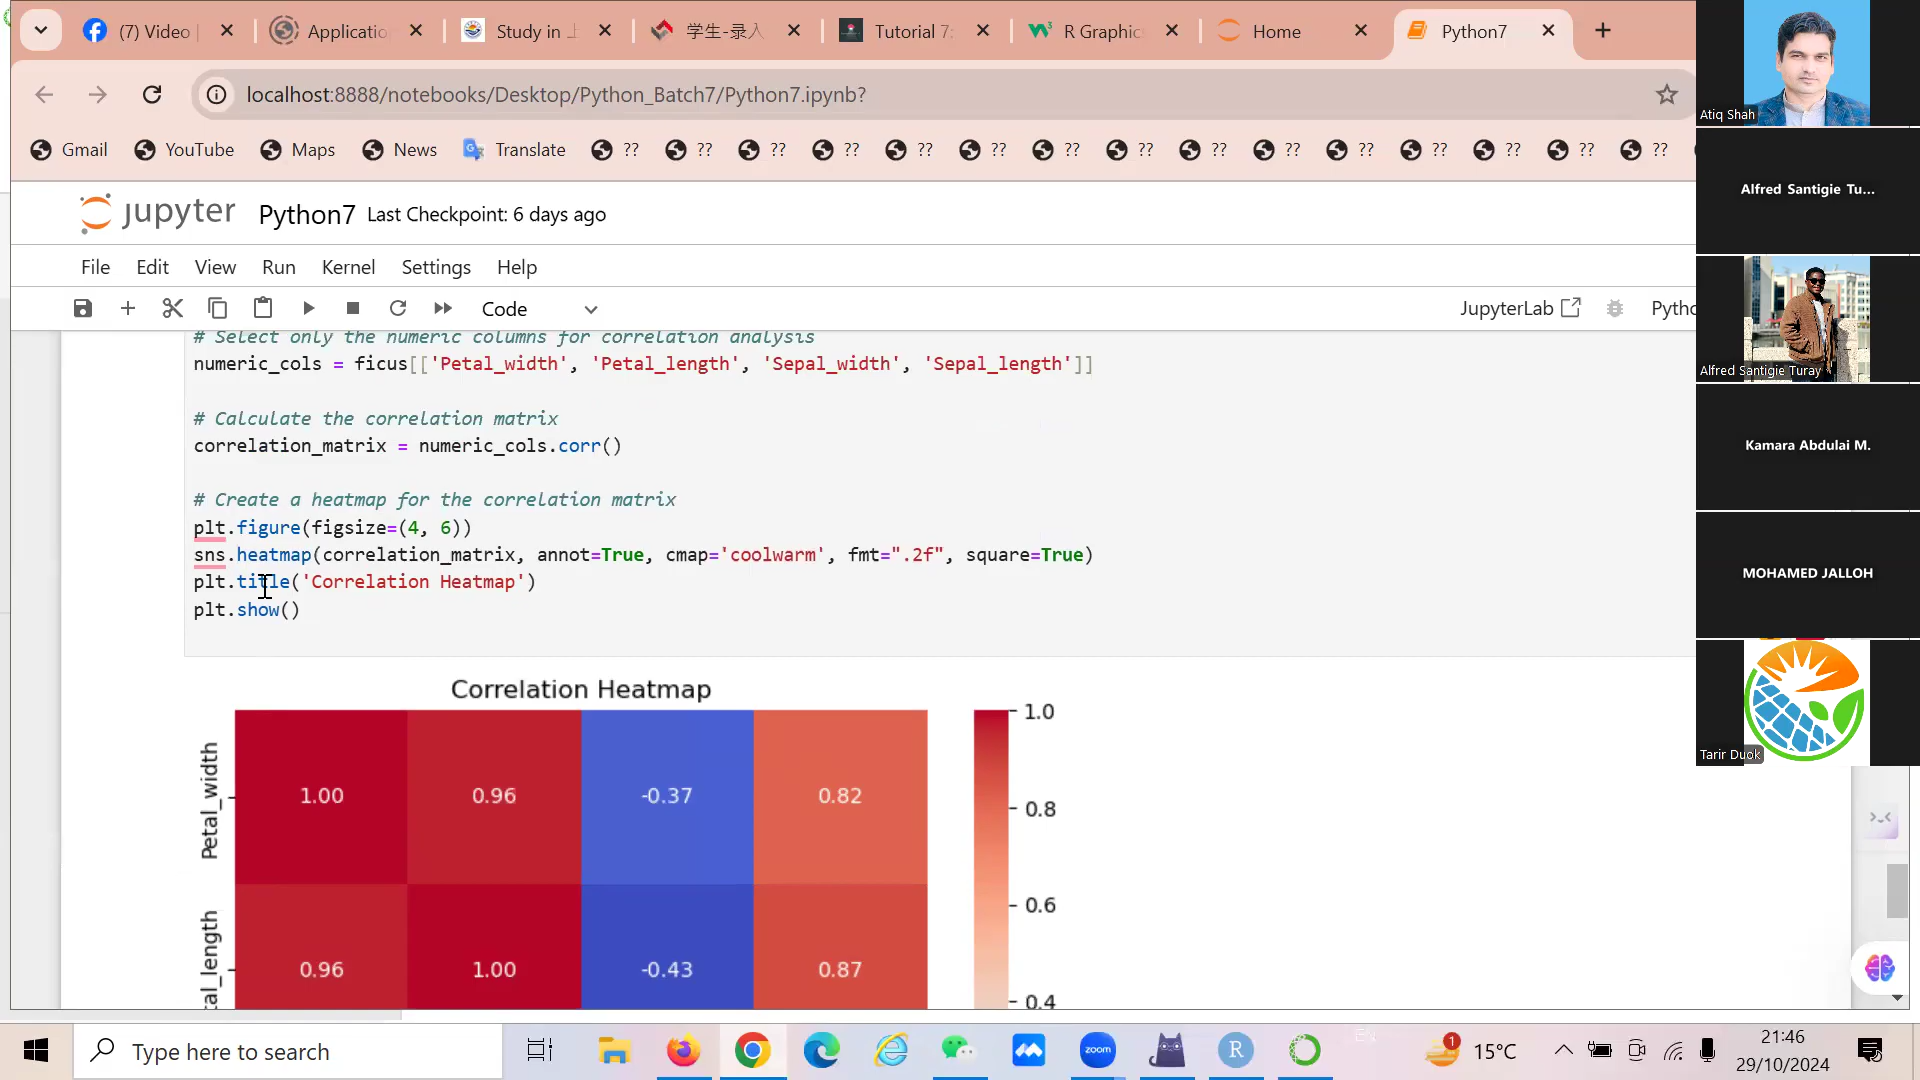 (7) Video
Applicatio
Study in 上
学生-录入
Tutorial 7:
R Graphic
Home
Python7
localhost:8888/notebooks/Desktop/Python_Batch7/Python7.ipynb?
Gmail YouTube Maps News Translate ?? ?? ?? ?? ?? ?? ?? ?? ?? ?? ?? ?? ?? ?? ??
jupyter Python7 Last Checkpoint: 6 days ago
File Edit View Run Kernel Settings Help
Code JupyterLab Pytho
# Select only the numeric columns for correlation analysis
numeric_cols = ficus[['Petal_width', 'Petal_length', 'Sepal_width', 'Sepal_length']]
# Calculate the correlation matrix
correlation_matrix = numeric_cols.corr()
# Create a heatmap for the correlation matrix
plt.figure(figsize=(4, 6))
sns.heatmap(correlation_matrix, annot=True, cmap='coolwarm', fmt=".2f", square=True)
plt.title('Correlation Heatmap')
plt.show()
Correlation Heatmap
Petal_width
1.00 0.96 -0.37 0.82
tal_length
0.96 1.00 -0.43 0.87
1.0
0.8
0.6
0.4
Atiq Shah
Alfred Santigie Tu...
Alfred Santigie Turay
Kamara Abdulai M.
MOHAMED JALLOH
Tarir Duok
Type here to search
zoom
R
1
15°C
21:46
29/10/2024